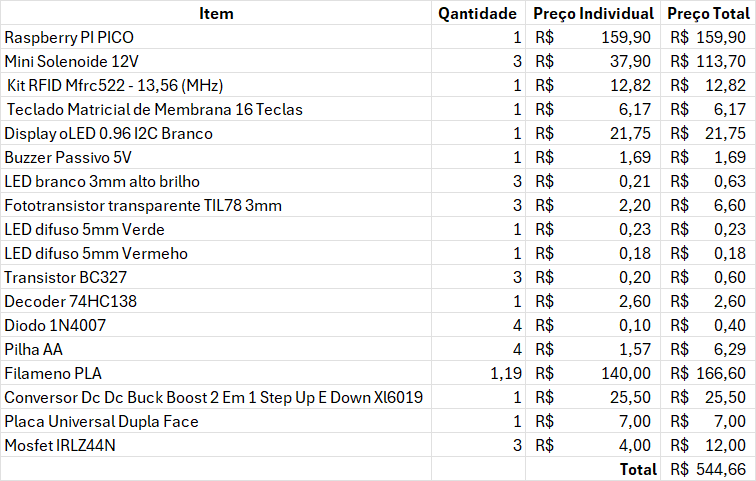 Item Qantidade Preço Individual Preço Total
Raspberry PI PICO 1 R$ 159,90 R$ 159,90
Mini Solenoide 12V 3 R$ 37,90 R$ 113,70
Kit RFID Mfrc522 - 13,56 (MHz) 1 R$ 12,82 R$ 12,82
Teclado Matricial de Membrana 16 Teclas 1 R$ 6,17 R$ 6,17
Display oLED 0.96 I2C Branco 1 R$ 21,75 R$ 21,75
Buzzer Passivo 5V 1 R$ 1,69 R$ 1,69
LED branco 3mm alto brilho 3 R$ 0,21 R$ 0,63
Fototransistor transparente TIL78 3mm 3 R$ 2,20 R$ 6,60
LED difuso 5mm Verde 1 R$ 0,23 R$ 0,23
LED difuso 5mm Vermeho 1 R$ 0,18 R$ 0,18
Transistor BC327 3 R$ 0,20 R$ 0,60
Decoder 74HC138 1 R$ 2,60 R$ 2,60
Diodo 1N4007 4 R$ 0,10 R$ 0,40
Pilha AA 4 R$ 1,57 R$ 6,29
Filameno PLA 1,19 R$ 140,00 R$ 166,60
Conversor Dc Dc Buck Boost 2 Em 1 Step Up E Down Xl6019 1 R$ 25,50 R$ 25,50
Placa Universal Dupla Face 1 R$ 7,00 R$ 7,00
Mosfet IRLZ44N 3 R$ 4,00 R$ 12,00
Total R$ 544,66